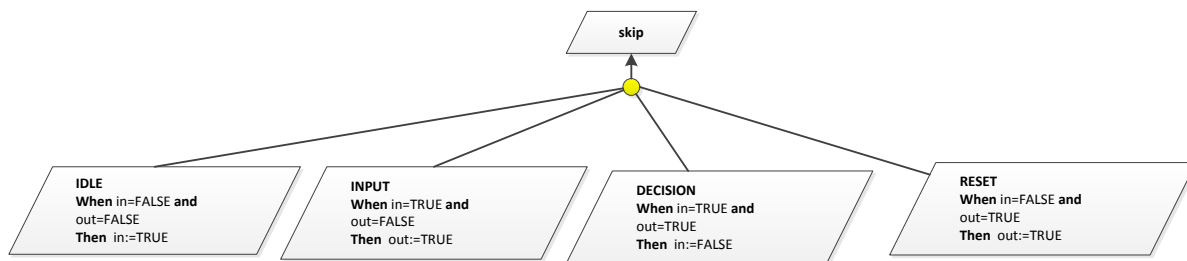 skip
IDLE
When in=FALSE and
out=FALSE
Then in:=TRUE
INPUT
When in=TRUE and
out=FALSE
Then out:=TRUE
DECISION
When in=TRUE and
out=TRUE
Then in:=FALSE
RESET
When in=FALSE and
out=TRUE
Then out:=TRUE